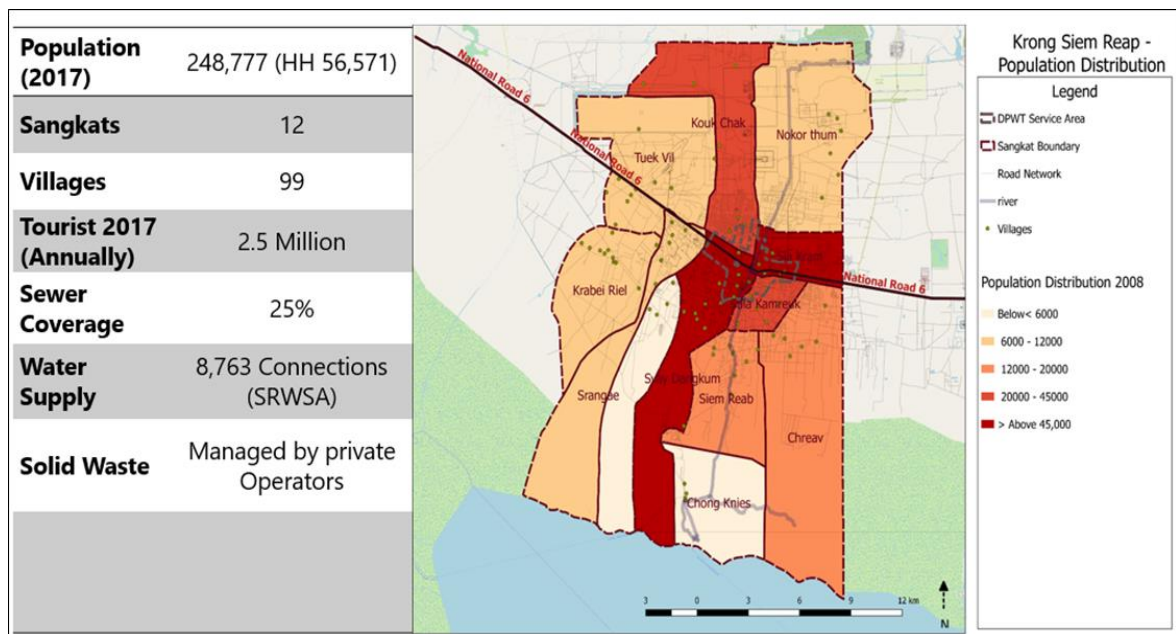 Population
(2017)
248,777 (HH 56,571)
Sangkats
12
Villages
99
Tourist 2017
(Annually)
2.5 Million
Sewer
Coverage
25%
Water
Supply
8,763 Connections
(SRWSA)
Solid Waste
Managed by private
Operators
National Road 6
National Road 6
National Road 6
Kouk Chak
Nokor thum
Tuek Vil
Krabei Riel
Kamreuk
Srangae
Svay Dongkum
Siem Reab
Chreav
Chong Knies
3 0 3 6 9 12 km
N
Krong Siem Reap -
Population Distribution
Legend
DPWT Service Area
Sangkat Boundary
Road Network
river
Villages
Population Distribution 2008
Below< 6000
6000 - 12000
12000 - 20000
20000 - 45000
> Above 45,000